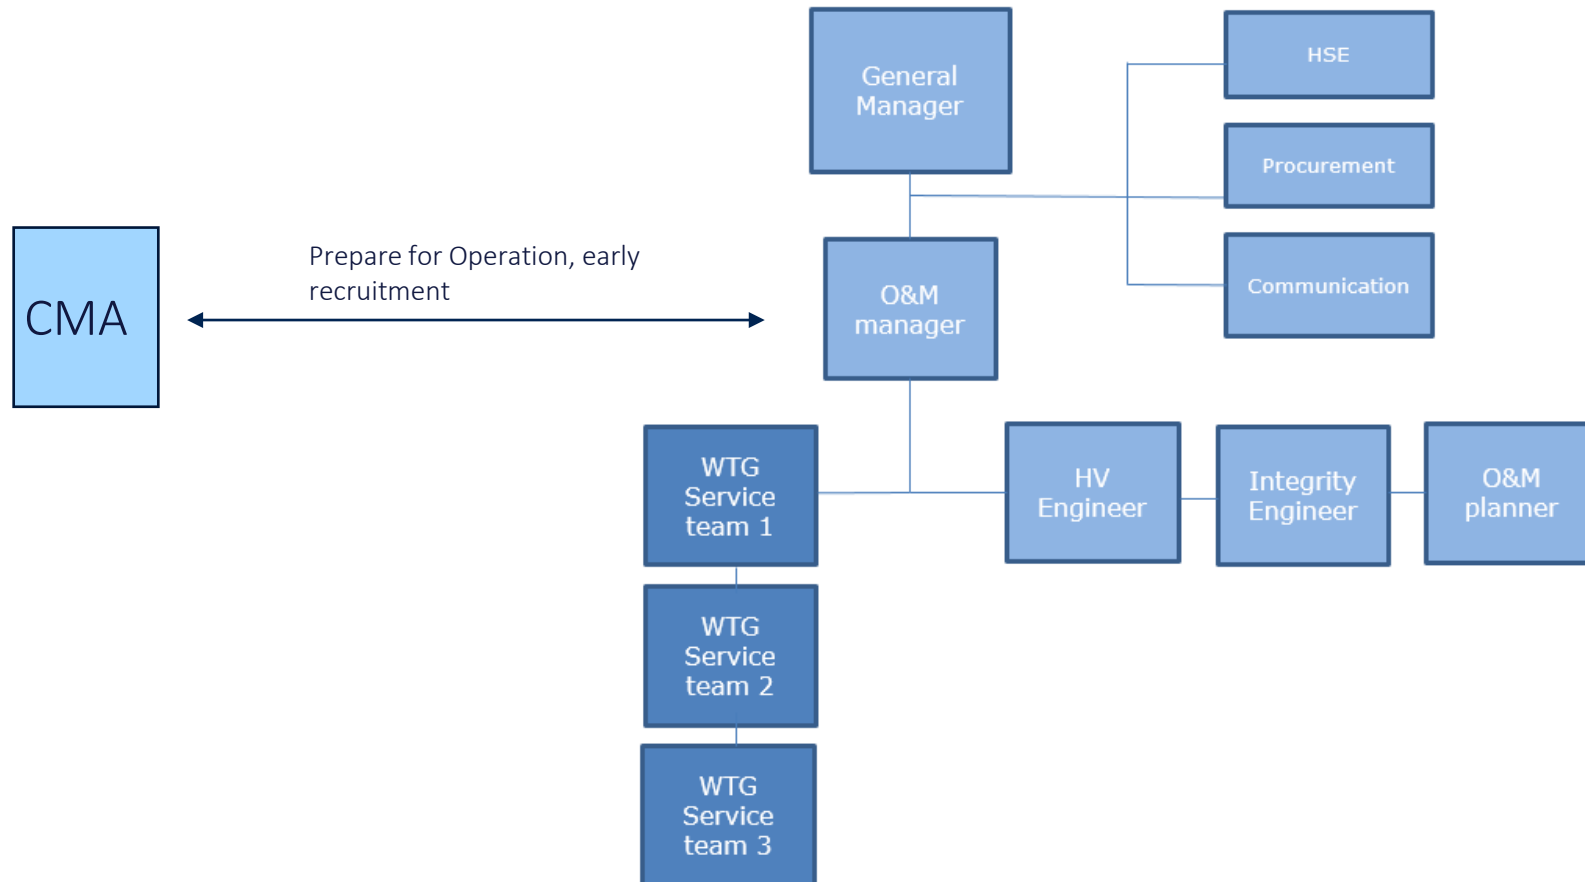 General
Manager
HSE
Procurement
Communication
CMA
Prepare for Operation, early
recruitment
O&M
manager
WTG
Service
team 1
HV
Engineer
Integrity
Engineer
O&M
planner
WTG
Service
team 2
WTG
Service
team 3